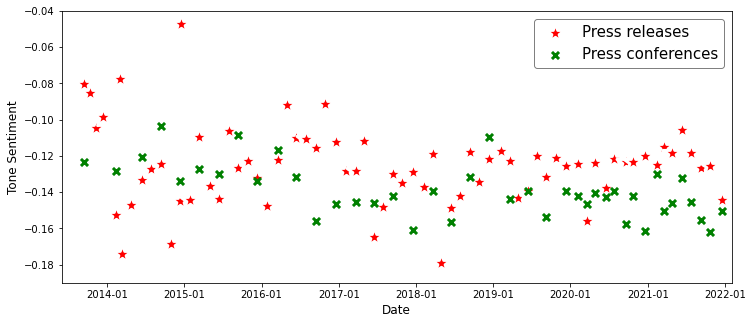 −0.04
−0.06
−0.08
−0.10
−0.12
−0.14
−0.16
−0.18
Tone Sentiment
Press releases
Press conferences
2014-01 2015-01 2016-01 2017-01 2018-01 2019-01 2020-01 2021-01 2022-01
Date